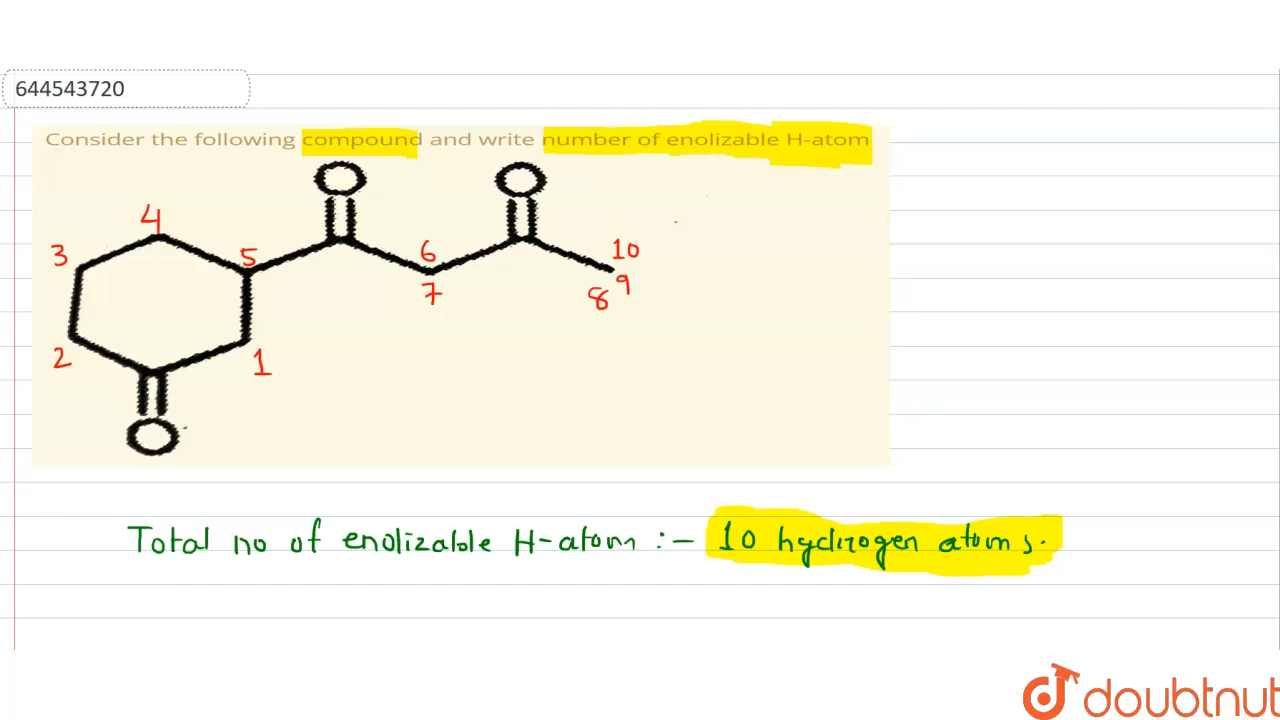 644543720
Consider the following compound and write number of enolizable H-atom
O O
4
3 5 6 10
7 8 9
2 1
O
Total no of enolizable H-atom :- 10 hydrogen atoms.
doubtnut